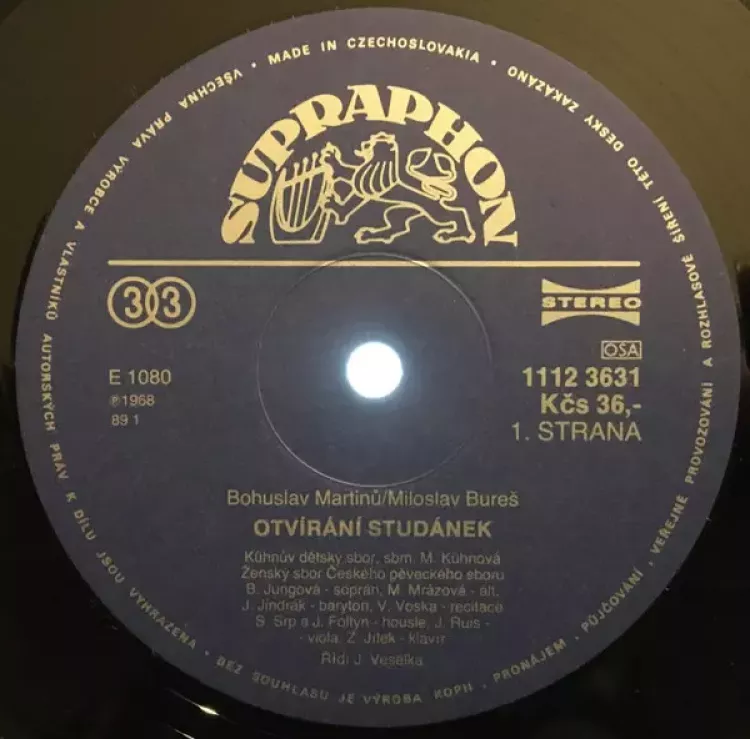 VŠECHNA PRÁVA VÝROBCE A VLASTNÍKŮ AUTORSKÝCH PRÁV K DÍLU JSOU VYHRAZENA • BEZ SOUHLASU JE VÝROBA KOPIÍ • PRONÁJEM • PŮJČOVÁNÍ • VEŘEJNÉ PROVOZOVÁNÍ A ROZHLASOVÉ ŠÍŘENÍ TÉTO DESKY ZAKÁZÁNO • MADE IN CZECHOSLOVAKIA •
SUPRAPHON
33
STEREO
OSA
E 1080
1112 3631
℗1968
Kčs 36,-
89 1
1. STRANA
Bohuslav Martinů/Miloslav Bureš
OTVÍRÁNÍ STUDÁNEK
Kühnův dětský sbor, sbm. M. Kühnová
Ženský sbor Českého pěveckého sboru
B. Jungová - soprán, M. Mrázová - alt.
J. Jindrák - baryton, V. Voska - recitace
S. Srp a J. Foltýn - housle, J. Ruis -
- viola, Z. Jílek - klavír
Řídí J. Veselka